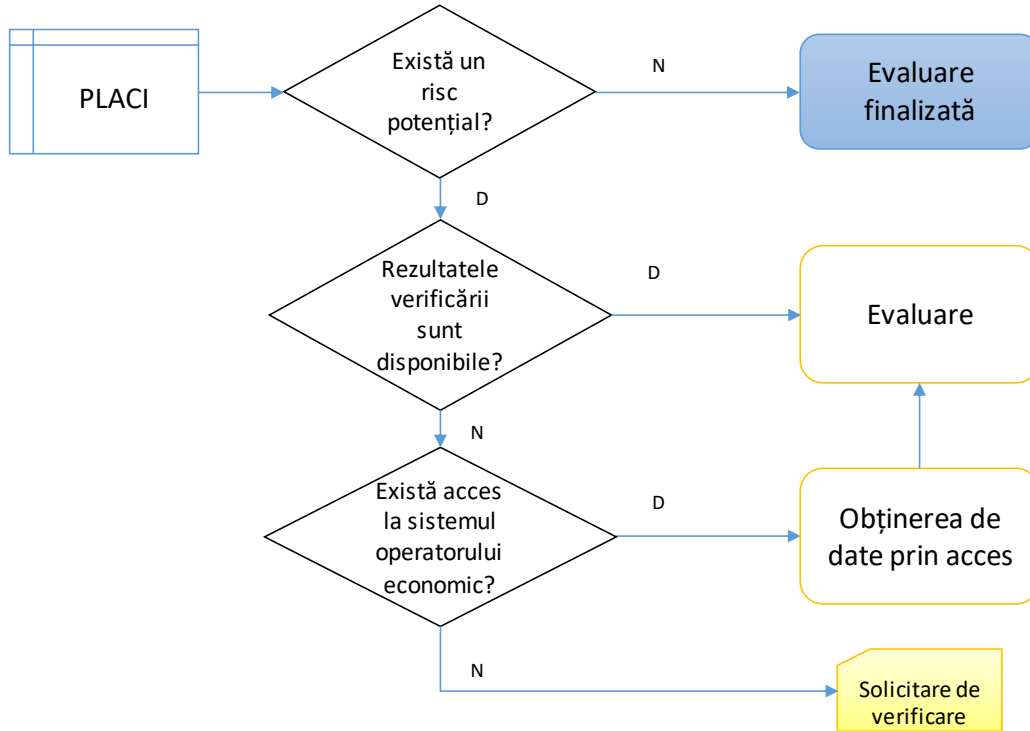 PLACI
Există un
risc
potențial?
N
Evaluare
finalizată
D
Rezultatele
verificării
sunt
disponibile?
D
Evaluare
N
Există acces
la sistemul
operatorului
economic?
D
Obținerea de
date prin acces
N
Solicitare de
verificare